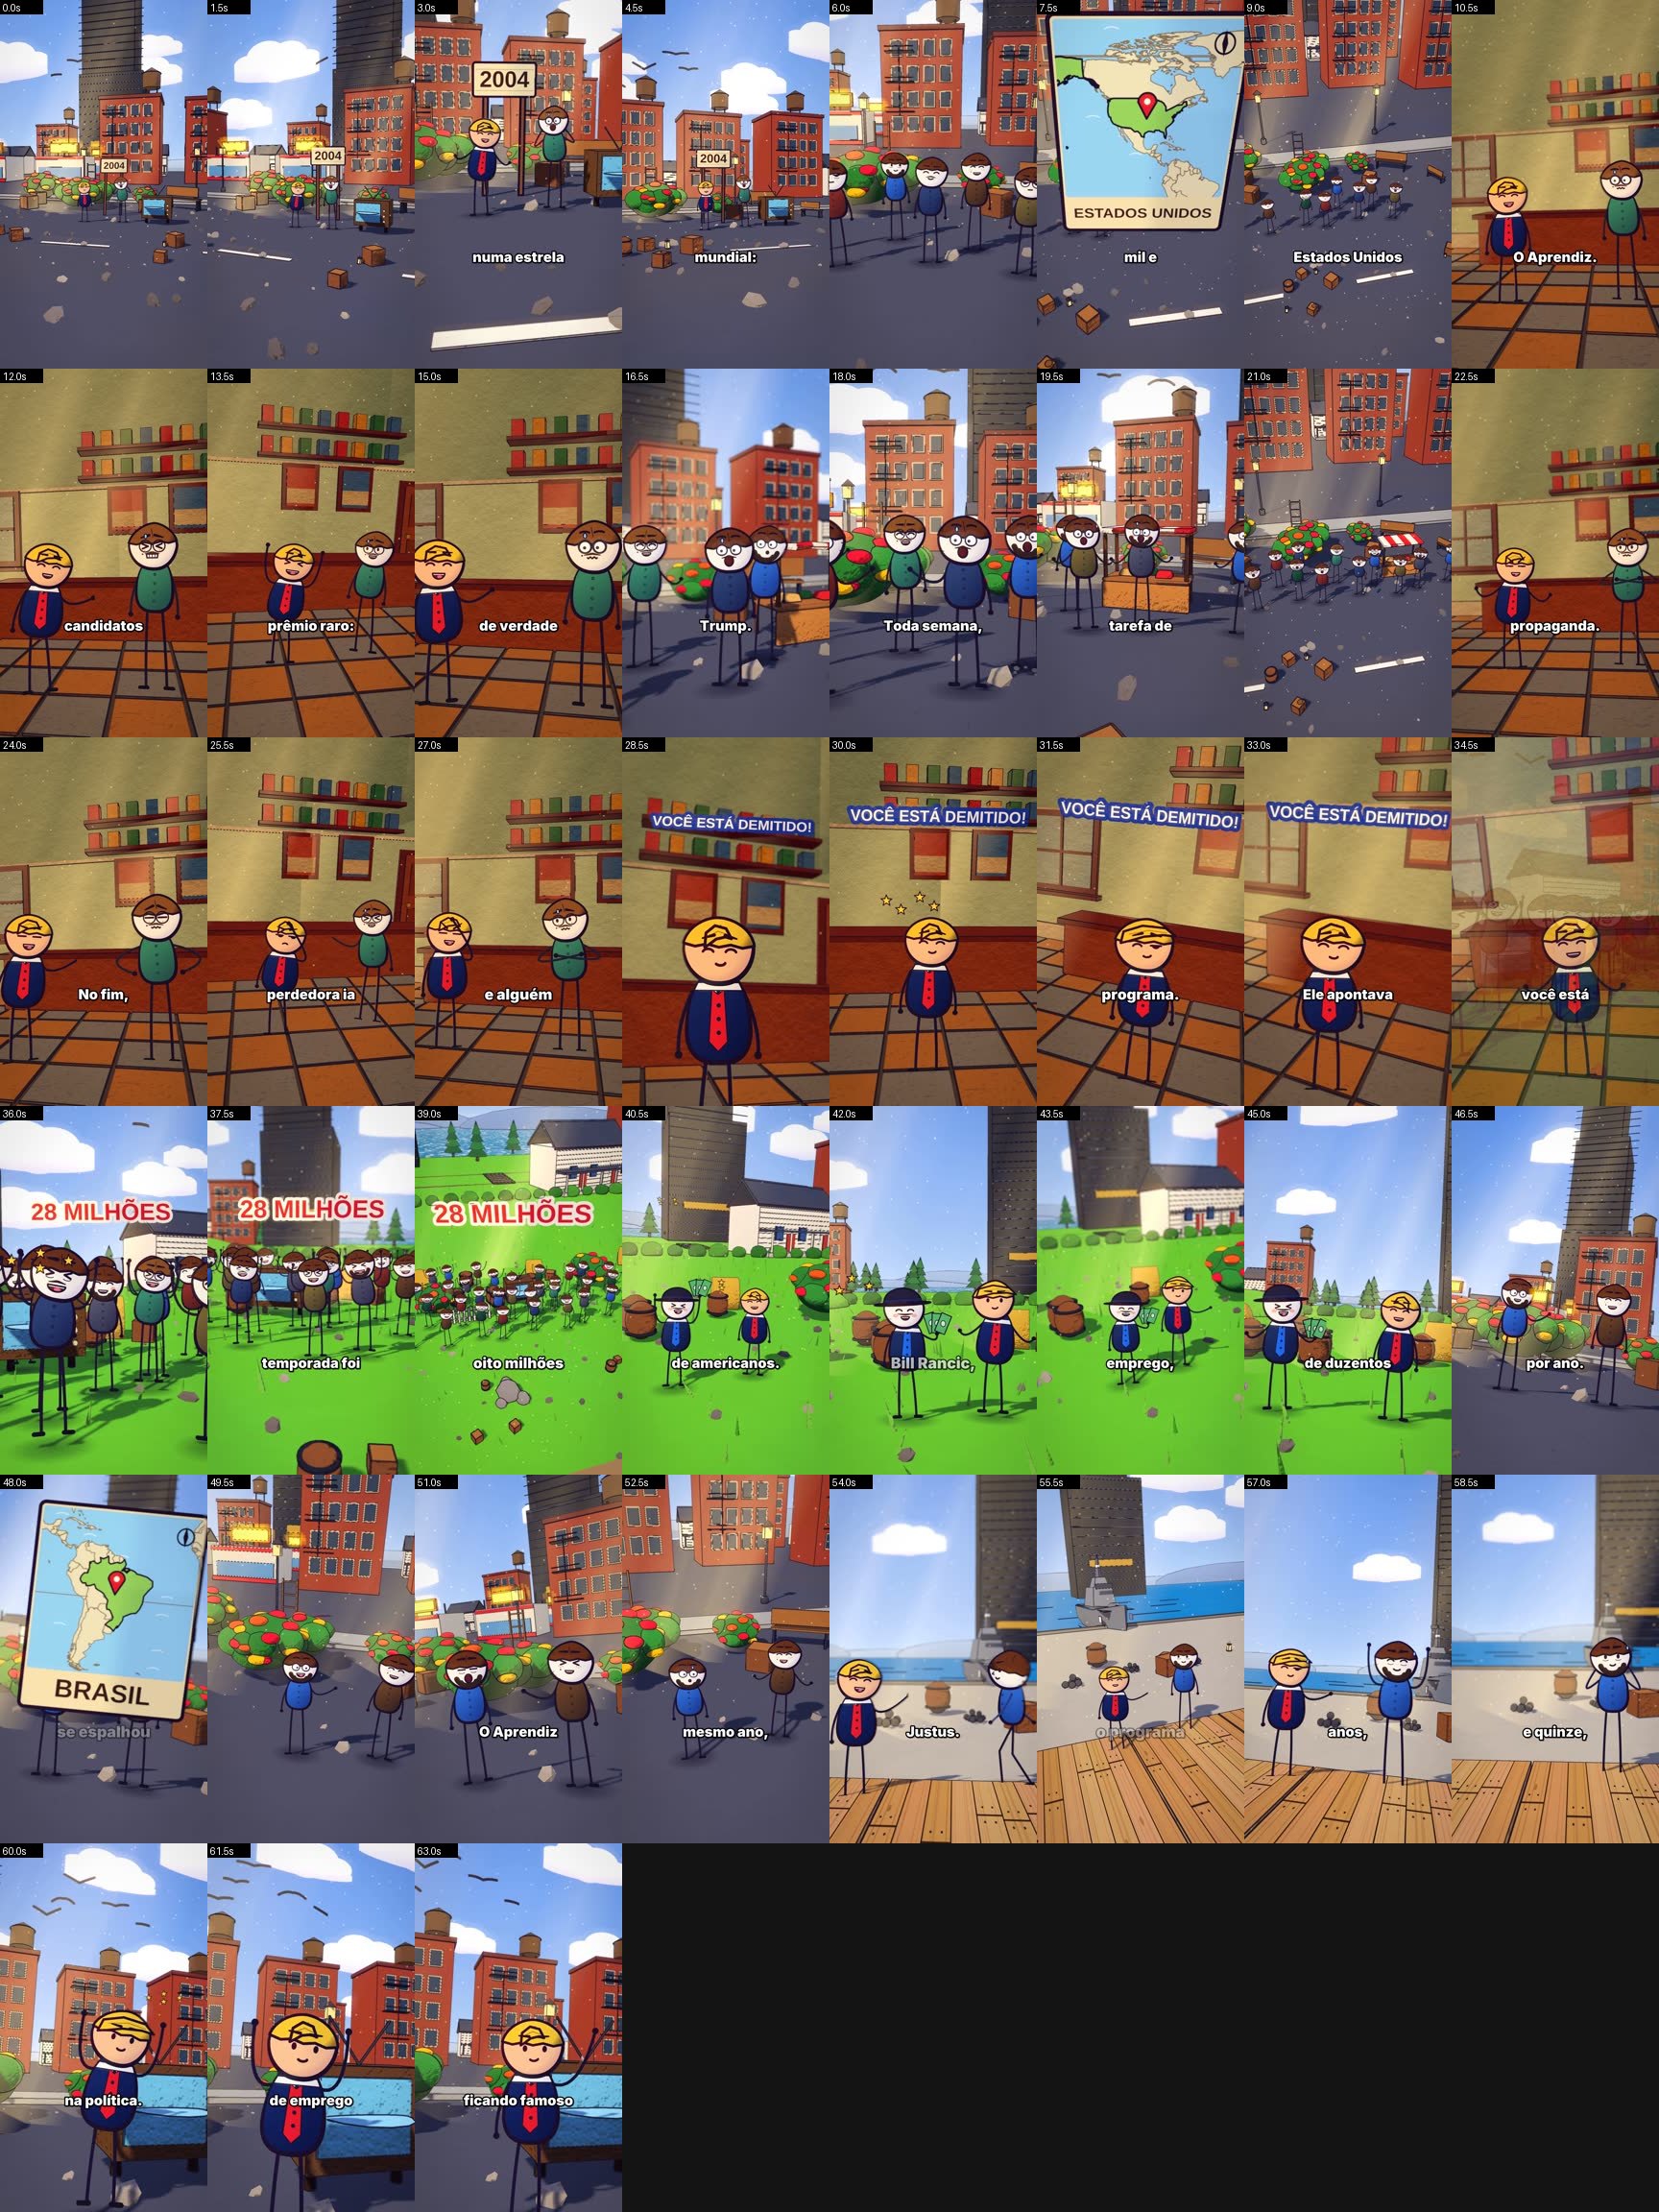 0.0s
2004
1.5s
2004
3.0s
2004
numa estrela
4.5s
2004
mundial:
6.0s
7.5s
ESTADOS UNIDOS
mil e
9.0s
Estados Unidos
10.5s
O Aprendiz.
12.0s
candidatos
13.5s
prêmio raro:
15.0s
de verdade
16.5s
Trump.
18.0s
Toda semana,
19.5s
tarefa de
21.0s
22.5s
propaganda.
24.0s
No fim,
25.5s
perdedora ia
27.0s
e alguém
28.5s
VOCÊ ESTÁ DEMITIDO!
30.0s
VOCÊ ESTÁ DEMITIDO!
31.5s
VOCÊ ESTÁ DEMITIDO!
programa.
33.0s
VOCÊ ESTÁ DEMITIDO!
Ele apontava
34.5s
você está
36.0s
28 MILHÕES
37.5s
28 MILHÕES
temporada foi
39.0s
28 MILHÕES
oito milhões
40.5s
de americanos.
42.0s
Bill Rancic,
43.5s
emprego,
45.0s
de duzentos
46.5s
por ano.
48.0s
BRASIL
se espalhou
49.5s
51.0s
O Aprendiz
52.5s
mesmo ano,
54.0s
Justus.
55.5s
o programa
57.0s
anos,
58.5s
e quinze,
60.0s
na política.
61.5s
de emprego
63.0s
ficando famoso